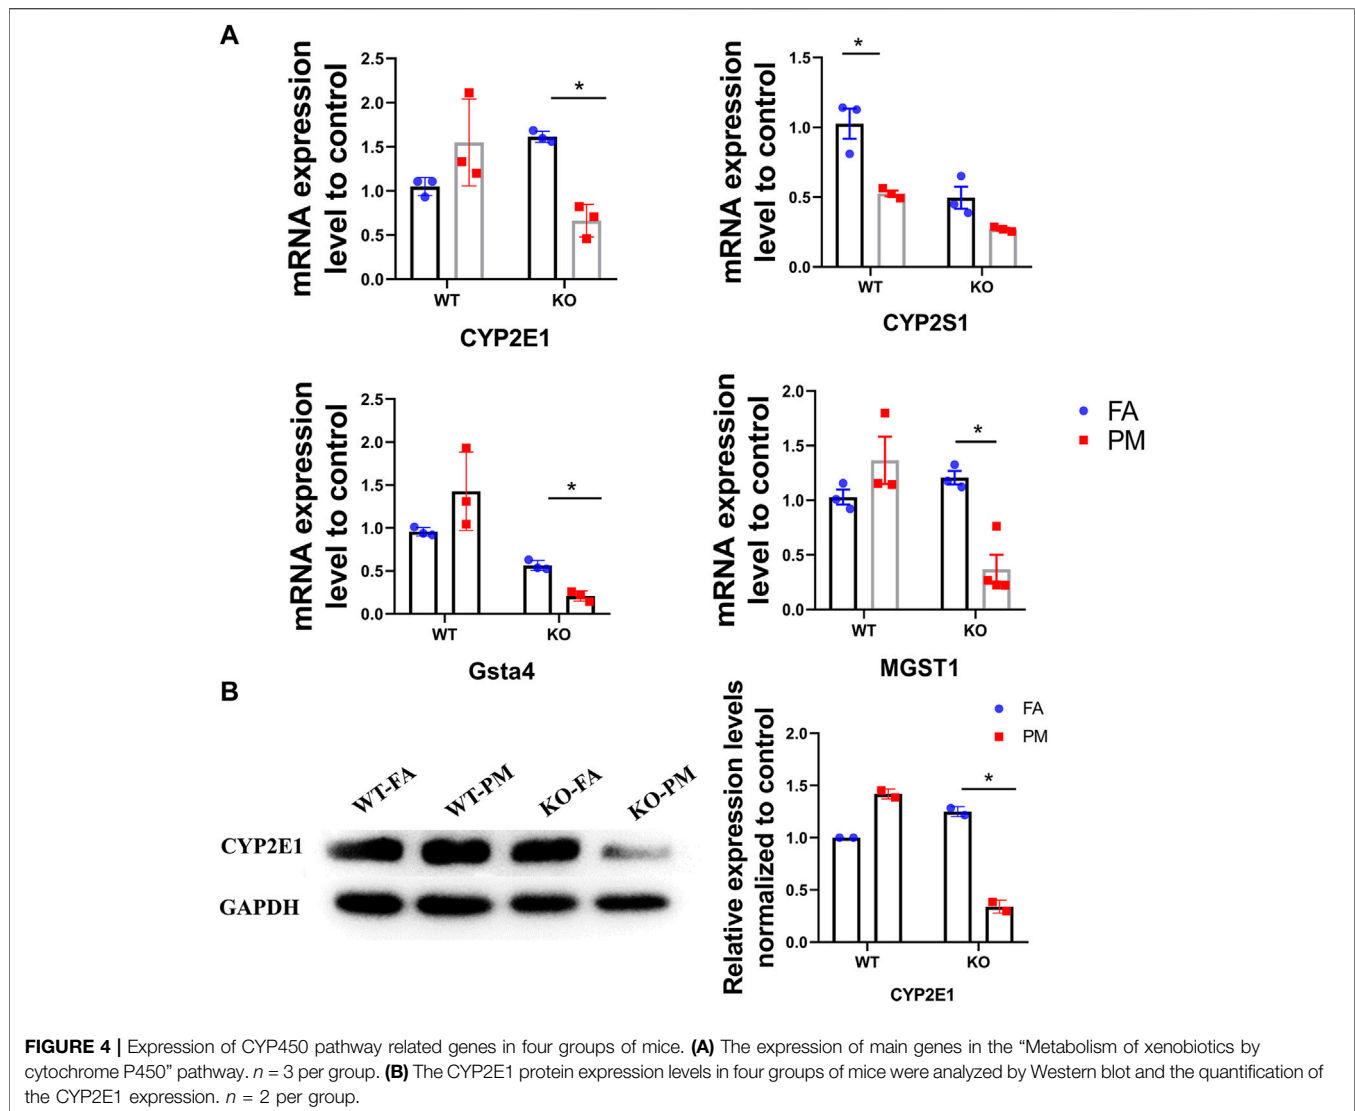 A
mRNA expression
level to control
2.5
2.0
1.5
1.0
0.5
0.0
*
WT
KO
CYP2E1
mRNA expression
level to control
1.5
1.0
0.5
0.0
*
WT
KO
CYP2S1
mRNA expression
level to control
2.5
2.0
1.5
1.0
0.5
0.0
*
WT
KO
Gsta4
mRNA expression
level to control
2.0
1.5
1.0
0.5
0.0
*
WT
KO
MGST1
FA
PM
B
WT-FA
WT-PM
KO-FA
KO-PM
CYP2E1
GAPDH
Relative expression levels
normalized to control
2.0
1.5
1.0
0.5
0.0
*
WT
KO
CYP2E1
FA
PM
FIGURE 4 | Expression of CYP450 pathway related genes in four groups of mice. (A) The expression of main genes in the “Metabolism of xenobiotics by
cytochrome P450” pathway. n = 3 per group. (B) The CYP2E1 protein expression levels in four groups of mice were analyzed by Western blot and the quantification of
the CYP2E1 expression. n = 2 per group.